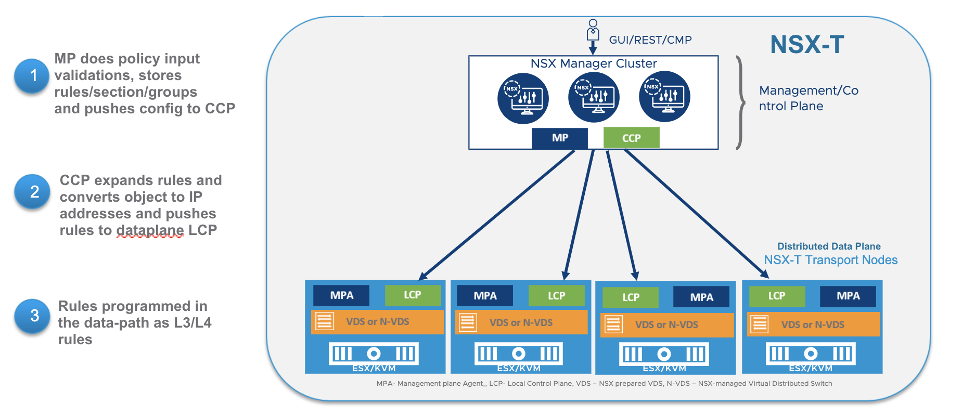 1
MP does policy input
validations, stores
rules/section/groups
and pushes config to CCP
2
CCP expands rules and
converts object to IP
addresses and pushes
rules to dataplane LCP
3
Rules programmed in
the data-path as L3/L4
rules
GUI/REST/CMP
NSX-T
NSX Manager Cluster
NSX
NSX
NSX
MP
CCP
Management/Co
ntrol Plane
Distributed Data Plane
NSX-T Transport Nodes
MPA
LCP
VDS or N-VDS
ESX/KVM
MPA
LCP
VDS or N-VDS
ESX/KVM
LCP
MPA
VDS or N-VDS
ESX/KVM
LCP
MPA
VDS or N-VDS
ESX/KVM
MPA- Management plane Agent,, LCP- Local Control Plane, VDS – NSX prepared VDS, N-VDS – NSX-managed Virtual Distributed Switch